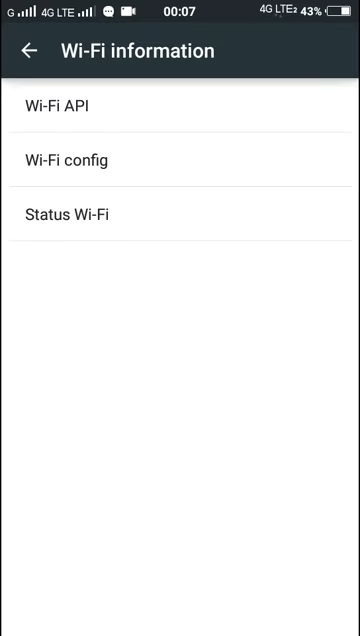 G 4G LTE 00:07 4G LTE2 43%
Wi-Fi information
Wi-Fi API
Wi-Fi config
Status Wi-Fi